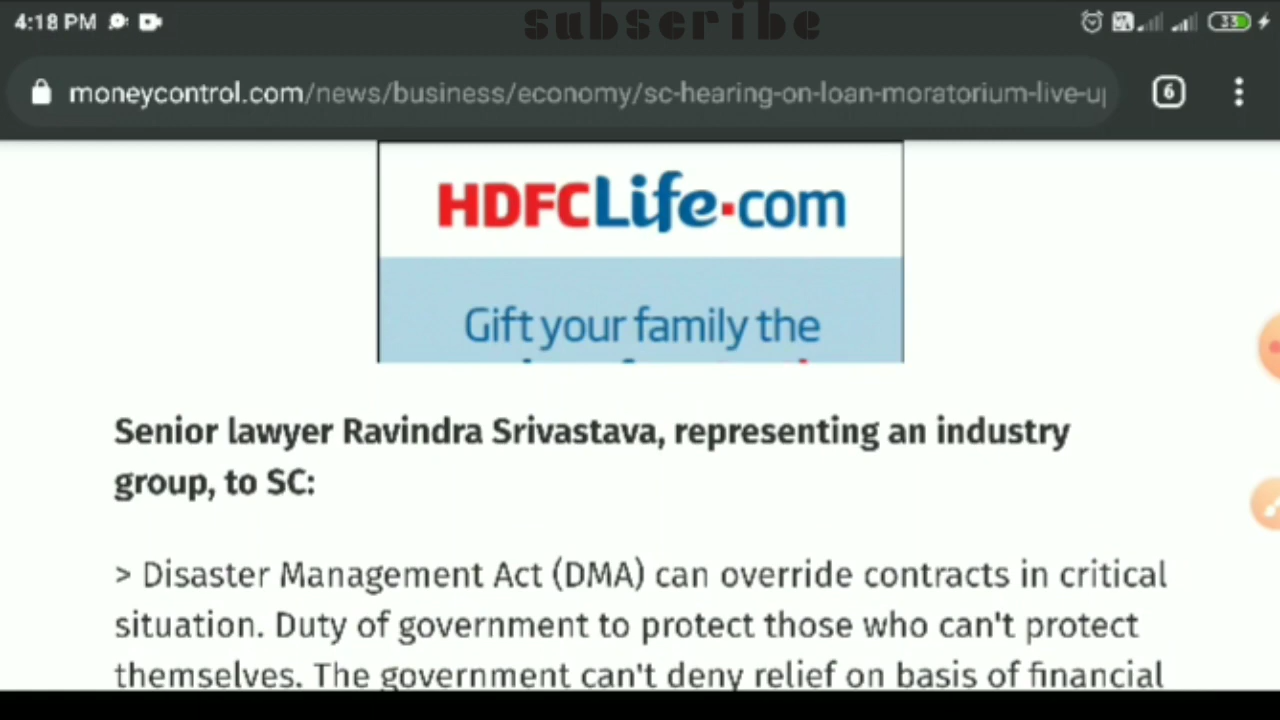 subscribe
4:18 PM
33
moneycontrol.com/news/business/economy/sc-hearing-on-loan-moratorium-live-u
6
HDFC Life.com
Gift your family the
Senior lawyer Ravindra Srivastava, representing an industry
group, to SC:
> Disaster Management Act (DMA) can override contracts in critical
situation. Duty of government to protect those who can't protect
themselves. The government can't deny relief on basis of financial